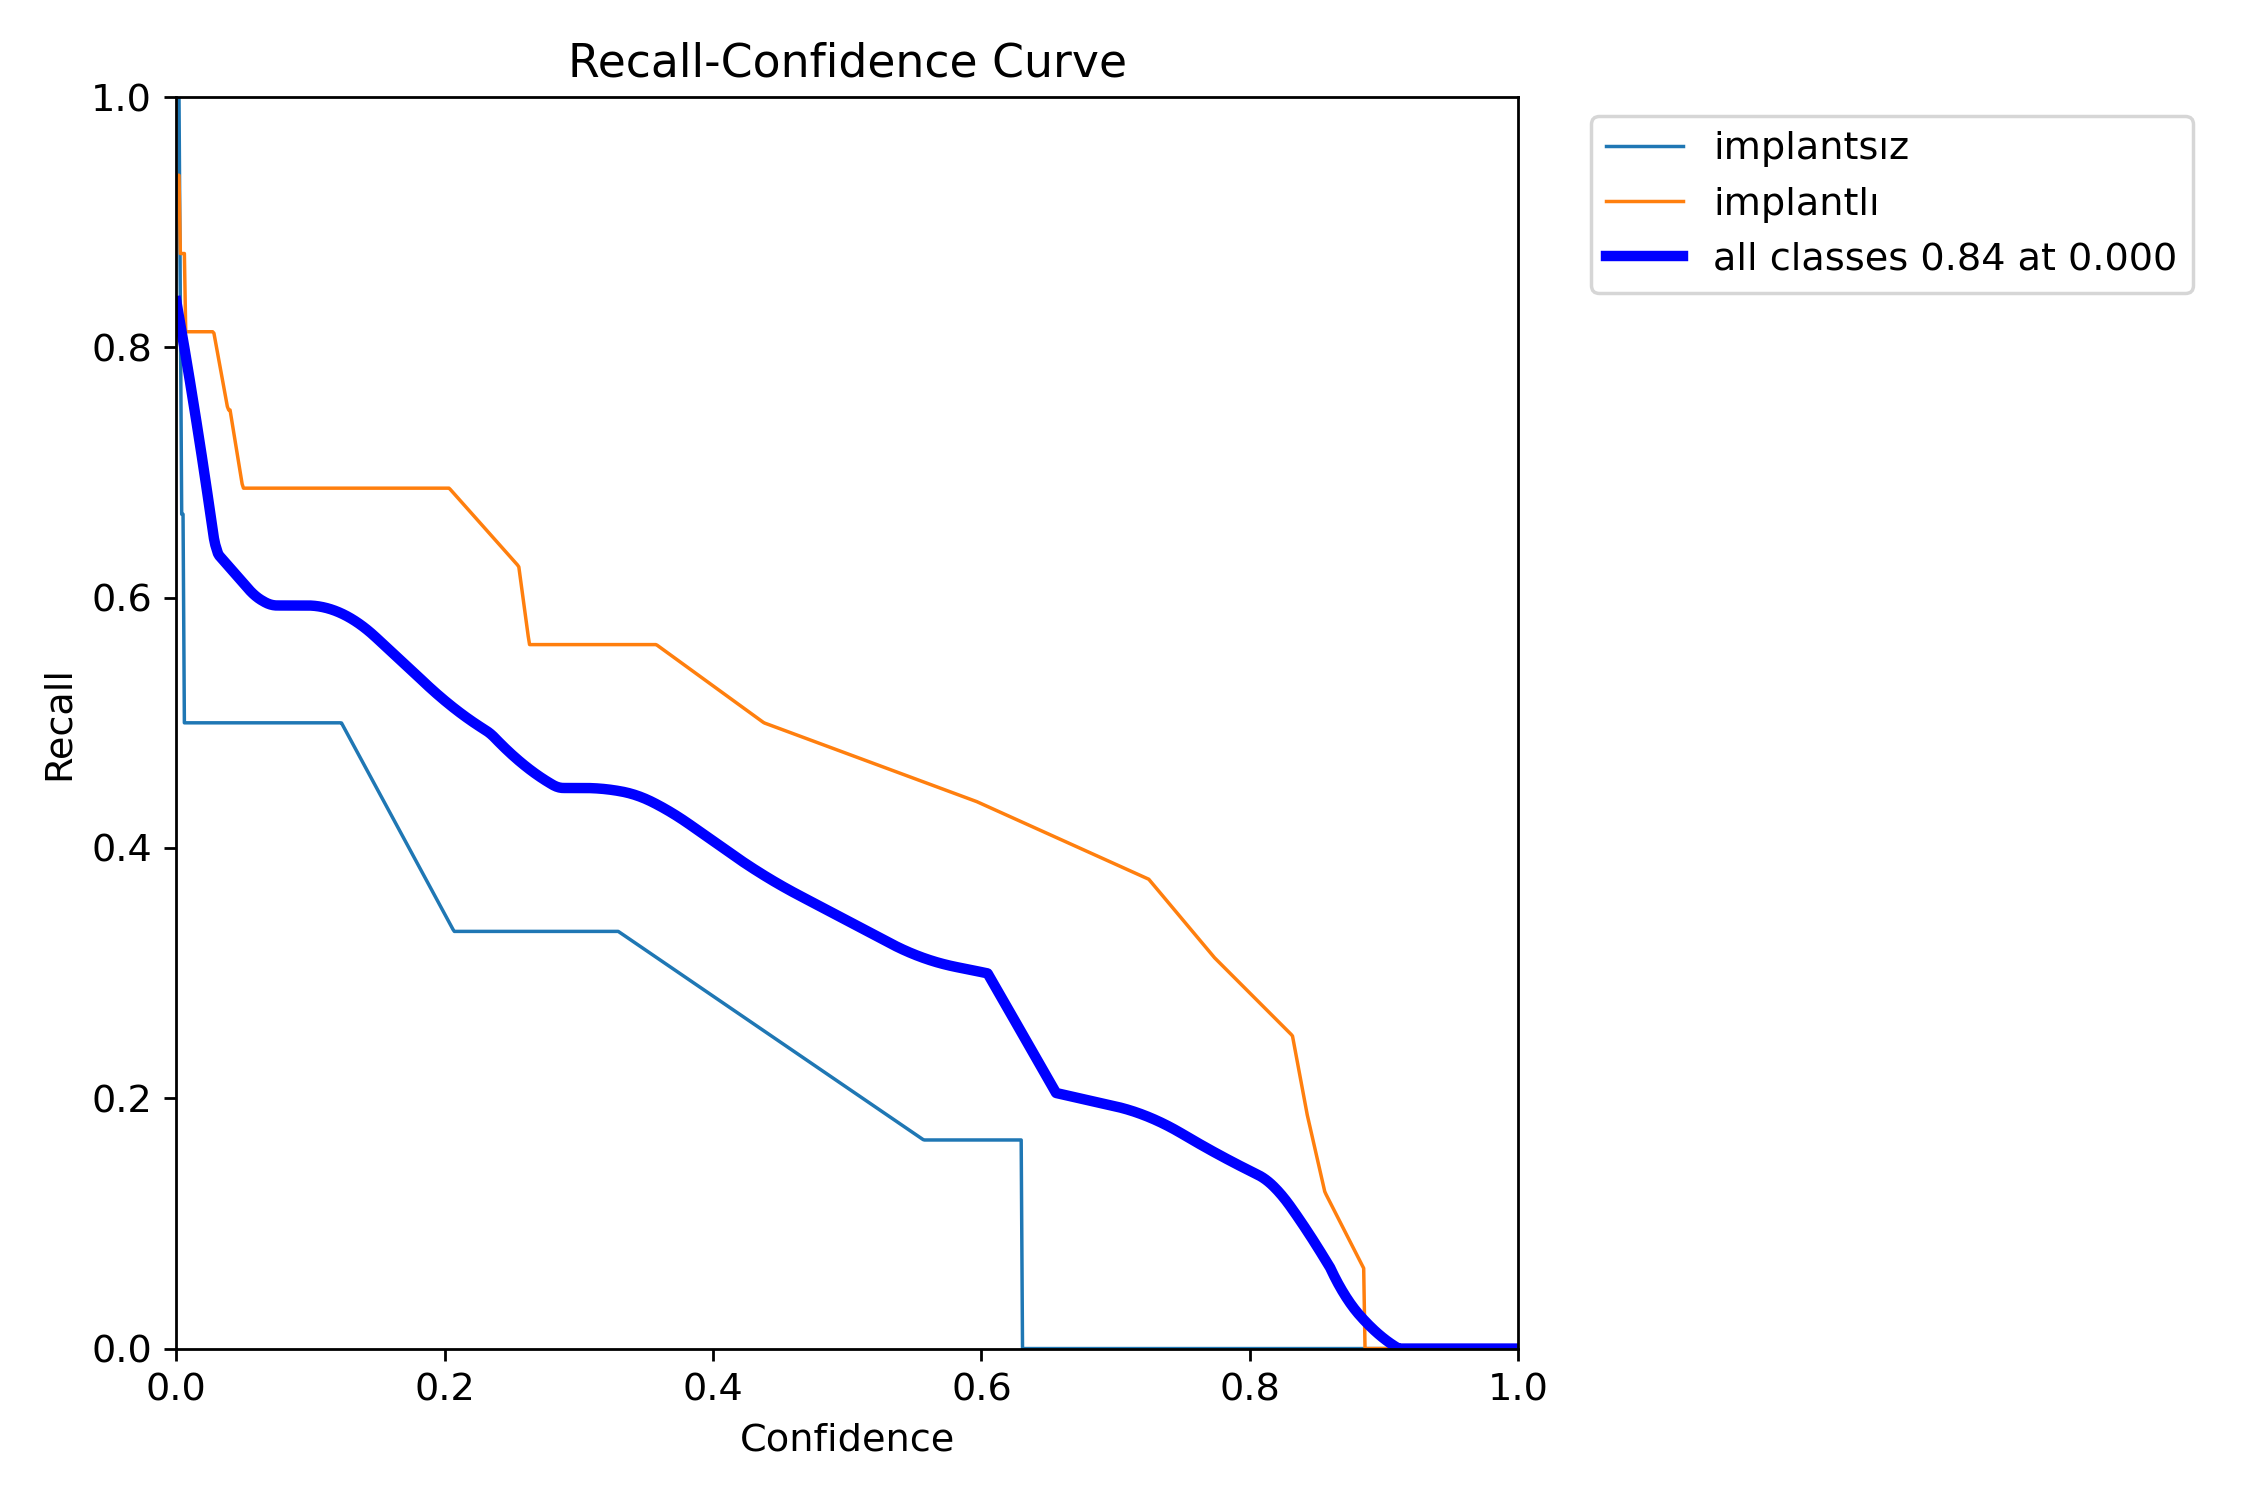 Recall-Confidence Curve
implantsız
implantlı
all classes 0.84 at 0.000
1.0
0.8
0.6
0.4
0.2
0.0
Recall
0.0 0.2 0.4 0.6 0.8 1.0
Confidence